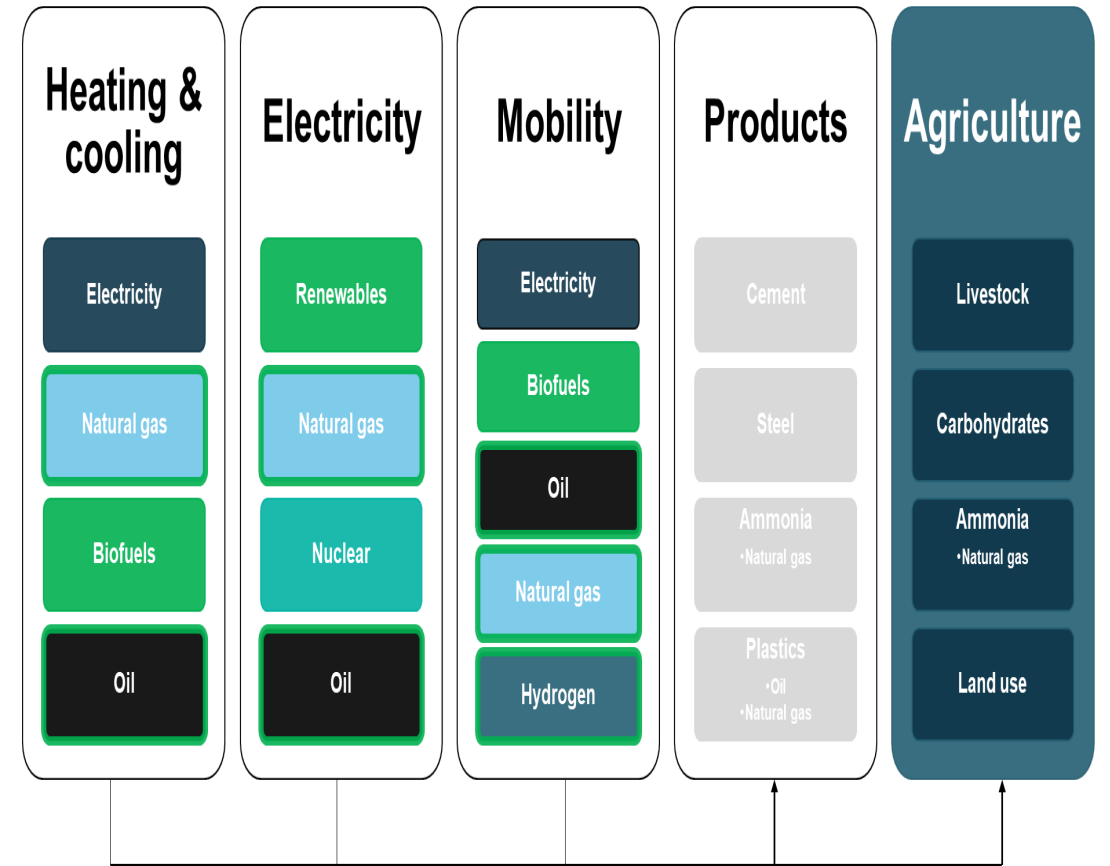 Heating &
cooling
Electricity
Natural gas
Biofuels
Oil
Electricity
Renewables
Natural gas
Nuclear
Oil
Mobility
Electricity
Biofuels
Oil
Natural gas
Hydrogen
Products
Cement
Steel
Ammonia
•Natural gas
Plastics
•Oil
•Natural gas
Agriculture
Livestock
Carbohydrates
Ammonia
•Natural gas
Land use